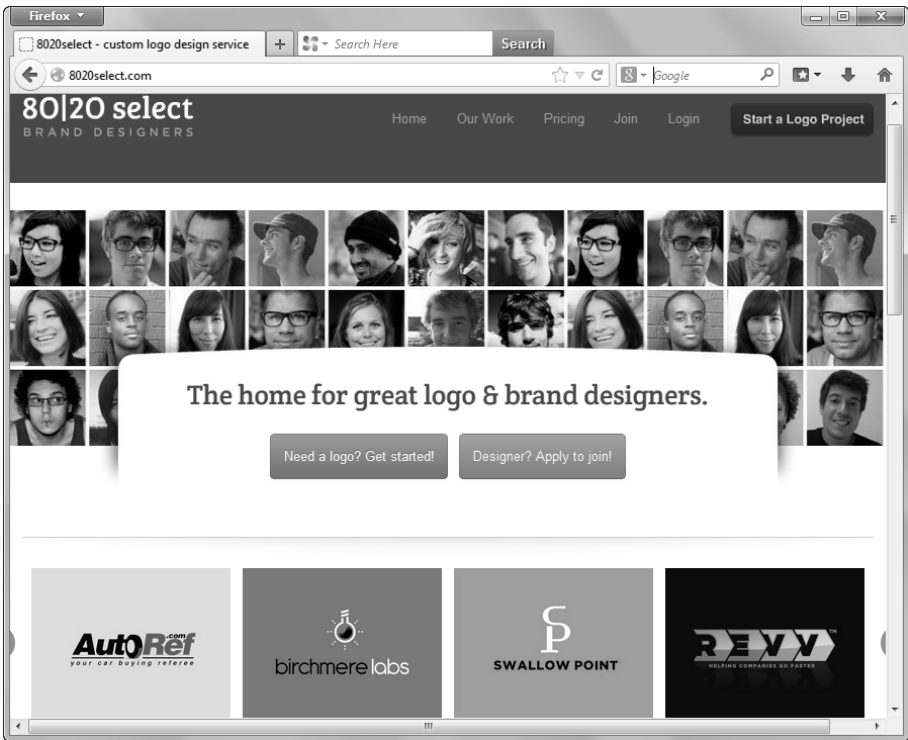 Firefox
8020select - custom logo design service + Search Here Search
8020select.com Google
80|20 select
BRAND DESIGNERS
Home Our Work Pricing Join Login Start a Logo Project
The home for great logo & brand designers.
Need a logo? Get started! Designer? Apply to join!
AutoRef.com
your car buying referee
birchmere labs
SP
SWALLOW POINT
REVV™
HELPING COMPANIES GO FASTER